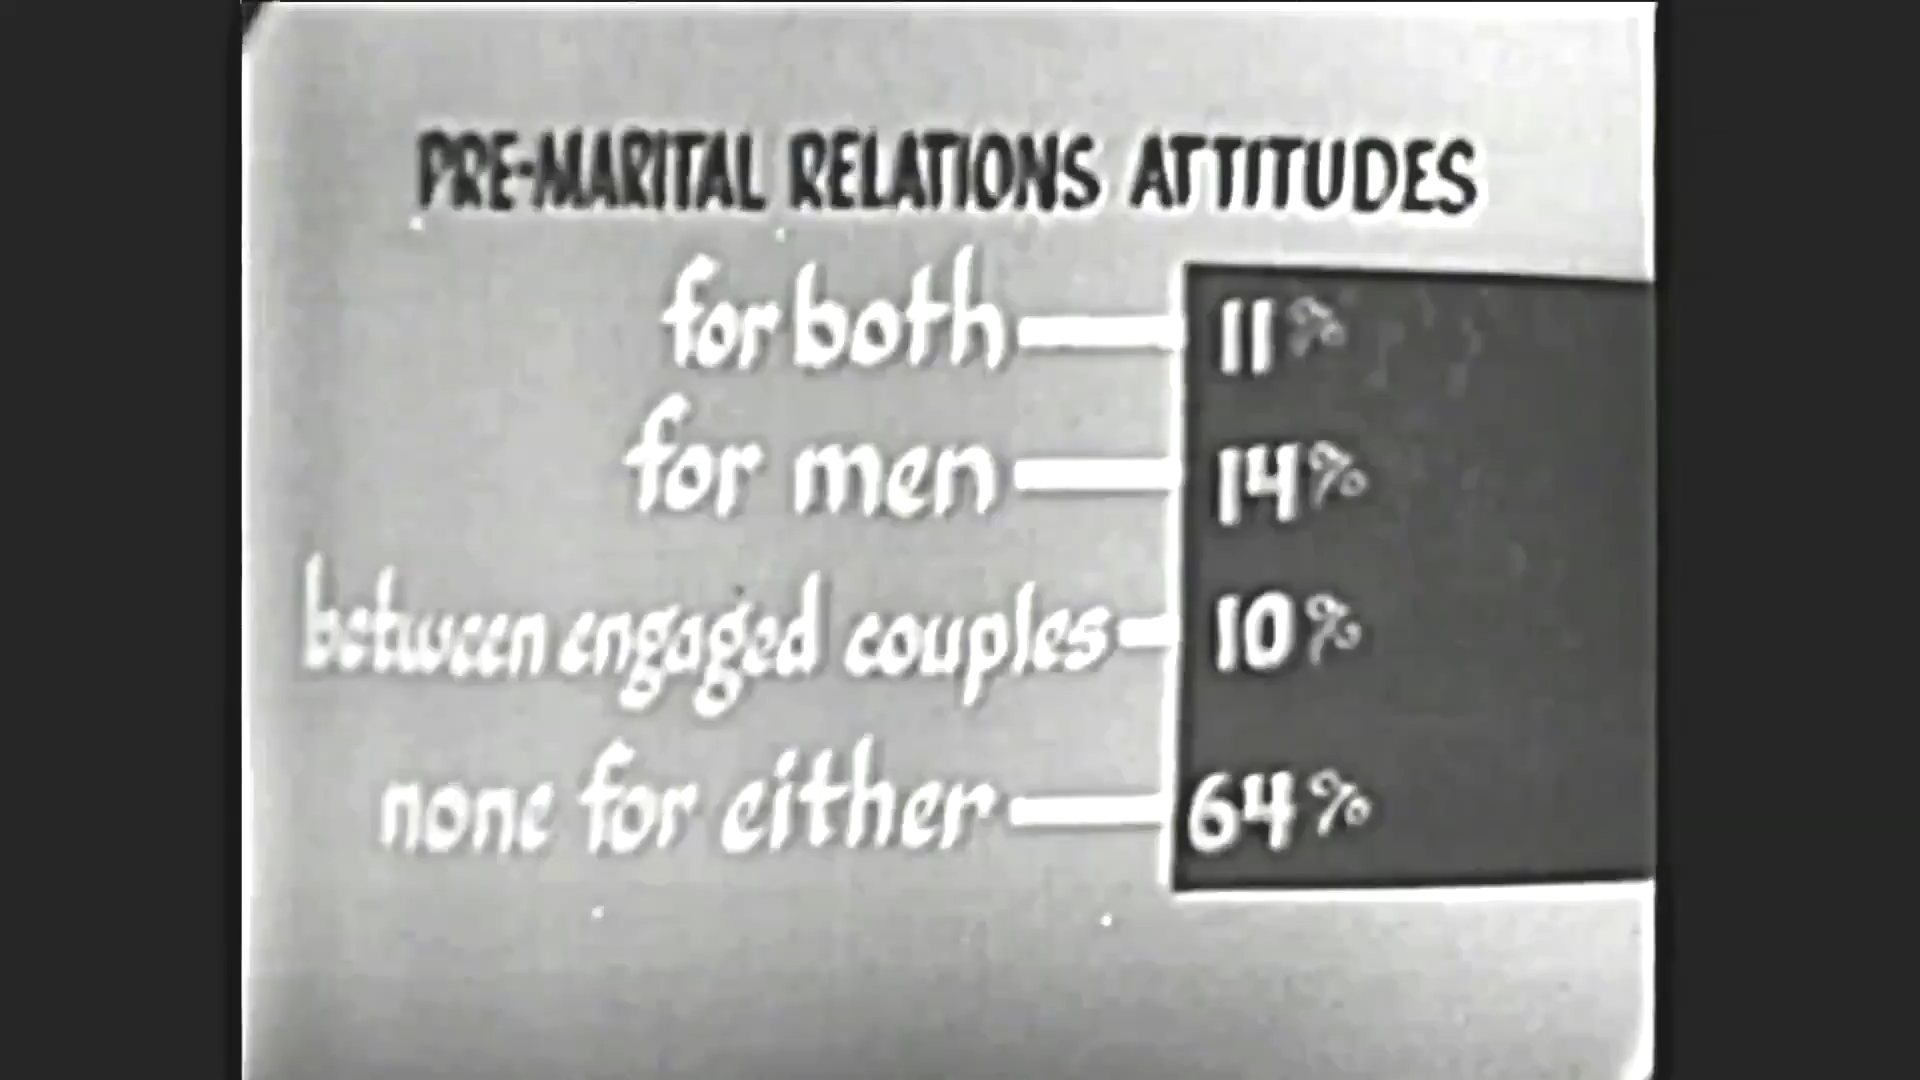 PRE-MARITAL RELATIONS ATTITUDES
for both 11%
for men 14%
between engaged couples 10%
none for either 64%